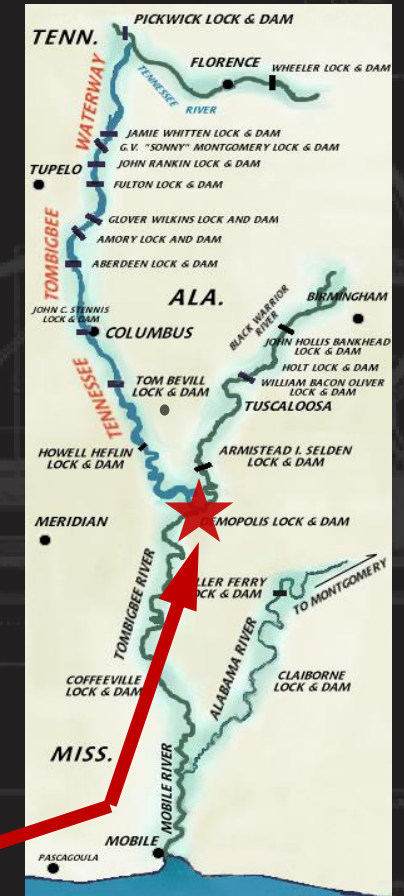 PICKWICK LOCK & DAM
TENN.
FLORENCE
WHEELER LOCK & DAM
TENNESSEE
RIVER
WATERWAY
JAMIE WHITTEN LOCK & DAM
G.V. "SONNY" MONTGOMERY LOCK & DAM
JOHN RANKIN LOCK & DAM
TUPELO
FULTON LOCK & DAM
GLOVER WILKINS LOCK AND DAM
AMORY LOCK AND DAM
TOMBIGBEE
ABERDEEN LOCK & DAM
ALA.
BIRMINGHAM
BLACK WARRIOR
RIVER
JOHN C. STENNIS
LOCK & DAM
COLUMBUS
JOHN HOLLIS BANKHEAD
LOCK & DAM
HOLT LOCK & DAM
WILLIAM BACON OLIVER
LOCK & DAM
TOM BEVILL
LOCK & DAM
TENNESSEE
TUSCALOOSA
HOWELL HEFLIN
LOCK & DAM
ARMISTEAD I. SELDEN
LOCK & DAM
MERIDIAN
DEMOPOLIS LOCK & DAM
TOMBIGBEE RIVER
FERRY
LOCK & DAM
TO MONTGOMERY
ALABAMA RIVER
COFFEEVILLE
LOCK & DAM
CLAIBORNE
LOCK & DAM
MISS.
MOBILE RIVER
MOBILE
PASCAGOULA